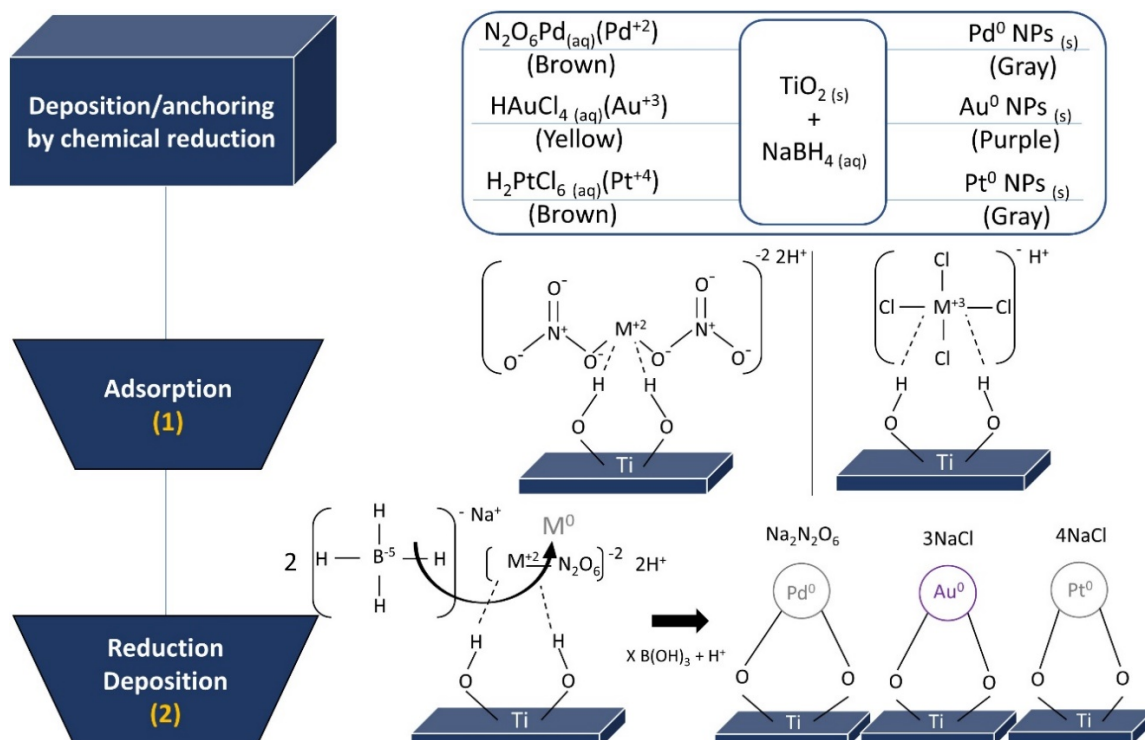 Deposition/anchoring
by chemical reduction
N₂O₆Pd(aq)(Pd⁺²)
(Brown)
HAuCl₄ (aq)(Au⁺³)
(Yellow)
H₂PtCl₆ (aq)(Pt⁺⁴)
(Brown)
TiO₂ (s)
+
NaBH₄ (aq)
Pd⁰ NPs (s)
(Gray)
Au⁰ NPs (s)
(Purple)
Pt⁰ NPs (s)
(Gray)
Adsorption
(1)
-2 2H⁺
O⁻ O⁻
N⁺ M⁺² N⁺
O⁻ O⁻ O⁻ O⁻
H H
O O
Ti
- H⁺
Cl
Cl M⁺³ Cl
Cl
H H
O O
Ti
Reduction
Deposition
(2)
- Na⁺
H
2 H B⁻⁵ H
H
M⁰
M⁺² N₂O₆ -2 2H⁺
H H
O O
Ti
X B(OH)₃ + H⁺
Na₂N₂O₆
Pd⁰
O O
Ti
3NaCl
Au⁰
O O
Ti
4NaCl
Pt⁰
O O
Ti